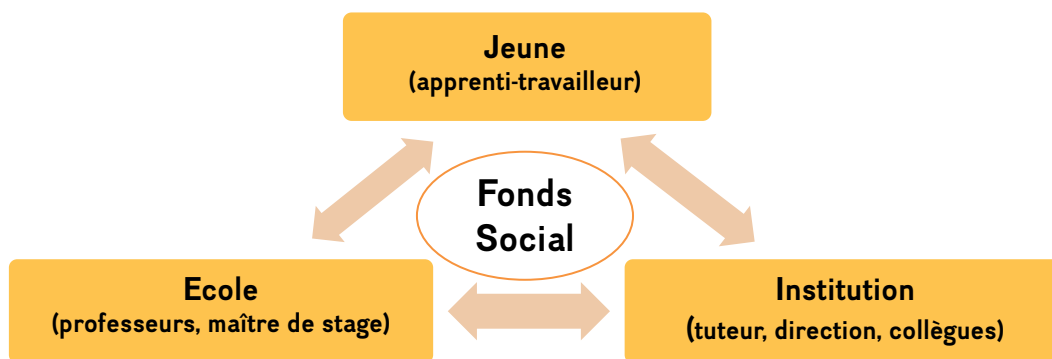 Jeune
(apprenti-travailleur)
Fonds
Social
Ecole
(professeurs, maître de stage)
Institution
(tuteur, direction, collègues)